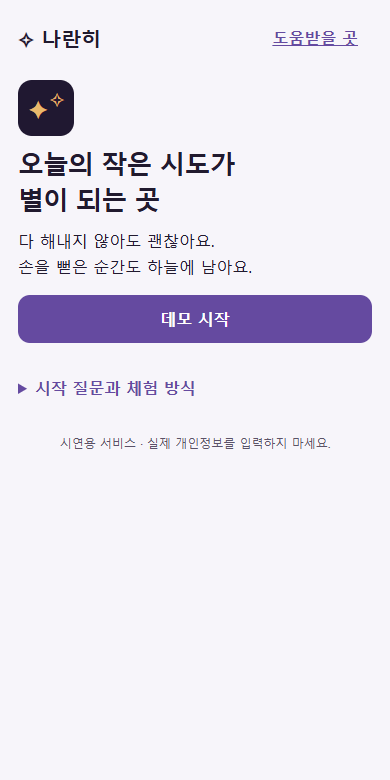 나란히
도움받을 곳
오늘의 작은 시도가
별이 되는 곳
다 해내지 않아도 괜찮아요.
손을 뻗은 순간도 하늘에 남아요.
데모 시작
시작 질문과 체험 방식
시연용 서비스 · 실제 개인정보를 입력하지 마세요.